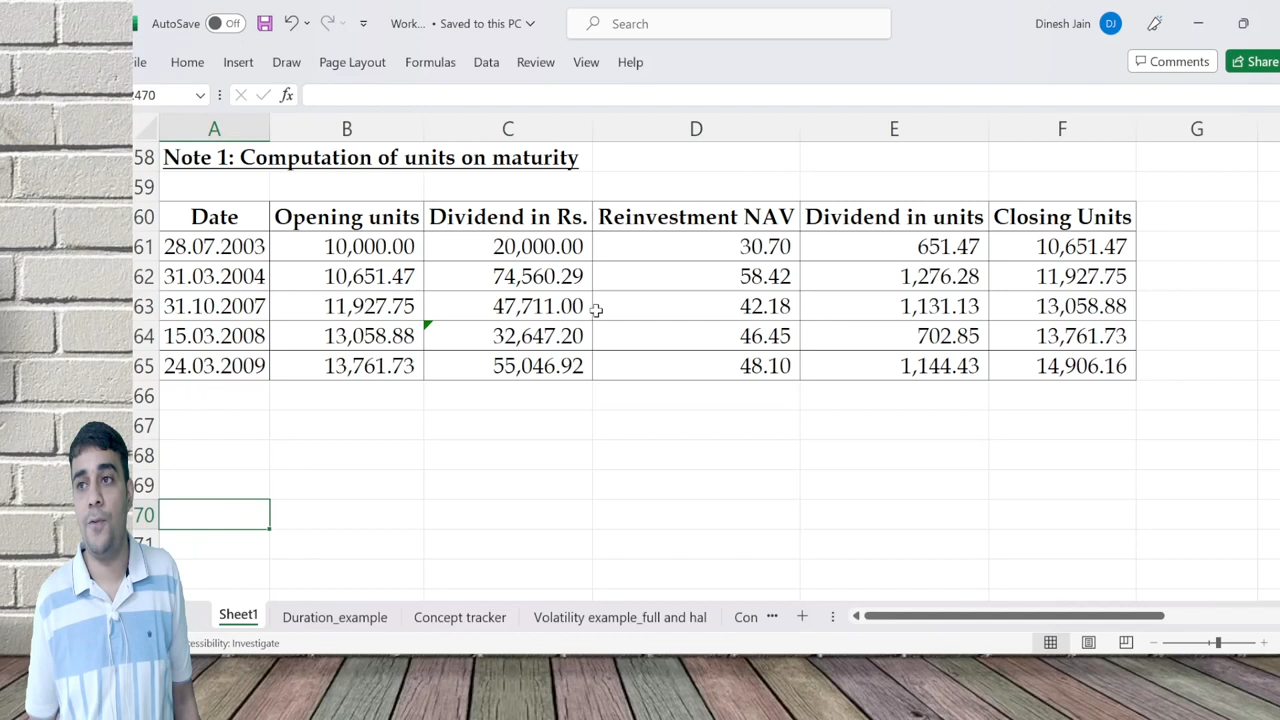 AutoSave Off Work... • Saved to this PC Search Dinesh Jain DJ
ile Home Insert Draw Page Layout Formulas Data Review View Help Comments Share
470 fx
A B C D E F G
58 Note 1: Computation of units on maturity
59
60 Date Opening units Dividend in Rs. Reinvestment NAV Dividend in units Closing Units
61 28.07.2003 10,000.00 20,000.00 30.70 651.47 10,651.47
62 31.03.2004 10,651.47 74,560.29 58.42 1,276.28 11,927.75
63 31.10.2007 11,927.75 47,711.00 42.18 1,131.13 13,058.88
64 15.03.2008 13,058.88 32,647.20 46.45 702.85 13,761.73
65 24.03.2009 13,761.73 55,046.92 48.10 1,144.43 14,906.16
66
67
68
69
70
71
Sheet1 Duration_example Concept tracker Volatility example_full and hal Con ...
cessibility: Investigate